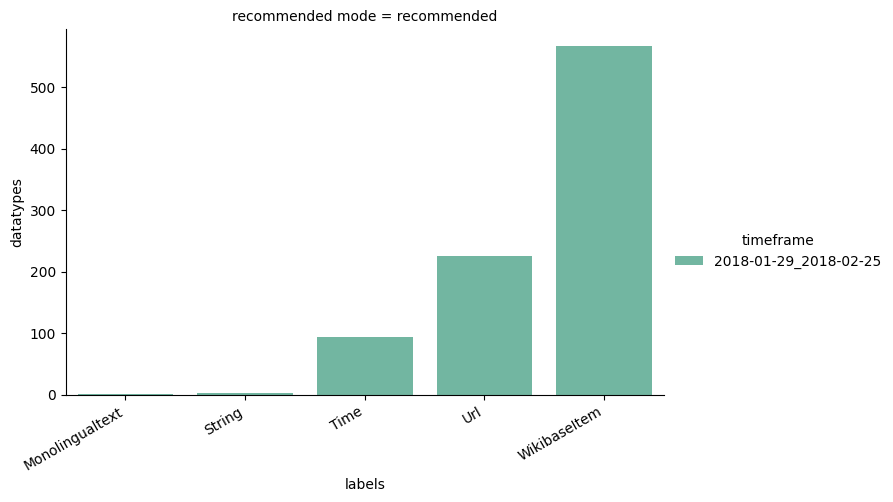 recommended mode = recommended
datatypes
500
400
300
200
100
0
Monolingualtext
String
Time
Url
WikibaseItem
labels
timeframe
2018-01-29_2018-02-25